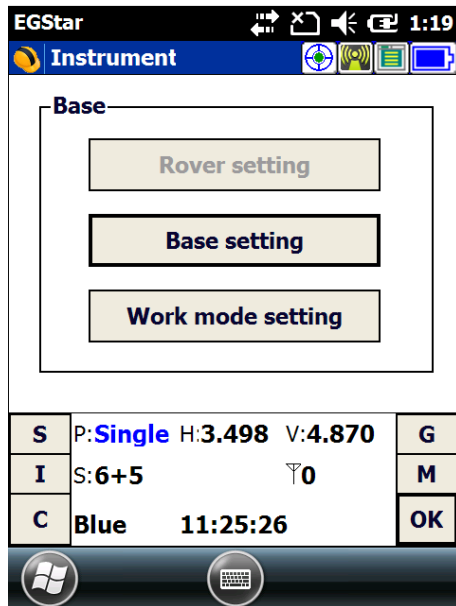 EGStar 1:19
Instrument
Base
Rover setting
Base setting
Work mode setting
S P:Single H:3.498 V:4.870 G
I S:6+5 0 M
C Blue 11:25:26 OK